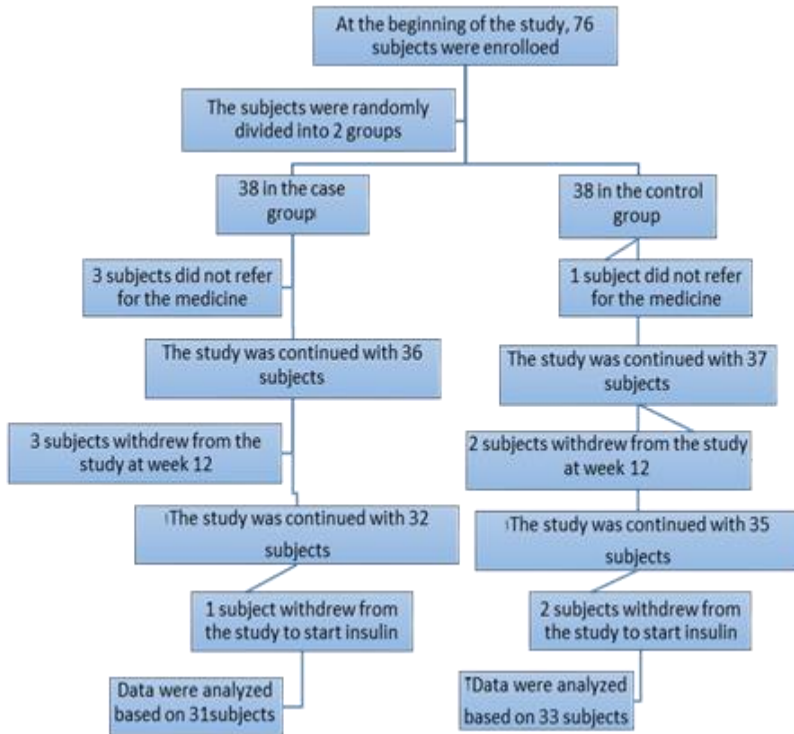 At the beginning of the study, 76
subjects were enrolloed
The subjects were randomly
divided into 2 groups
38 in the case
group
38 in the control
group
3 subjects did not refer
for the medicine
1 subject did not refer
for the medicine
The study was continued with 36
subjects
The study was continued with 37
subjects
3 subjects withdrew from
the study at week 12
2 subjects withdrew from the study
at week 12
The study was continued with 32
subjects
The study was continued with 35
subjects
1 subject withdrew from
the study to start insulin
2 subjects withdrew from
the study to start insulin
Data were analyzed
based on 31subjects
Data were analyzed
based on 33 subjects